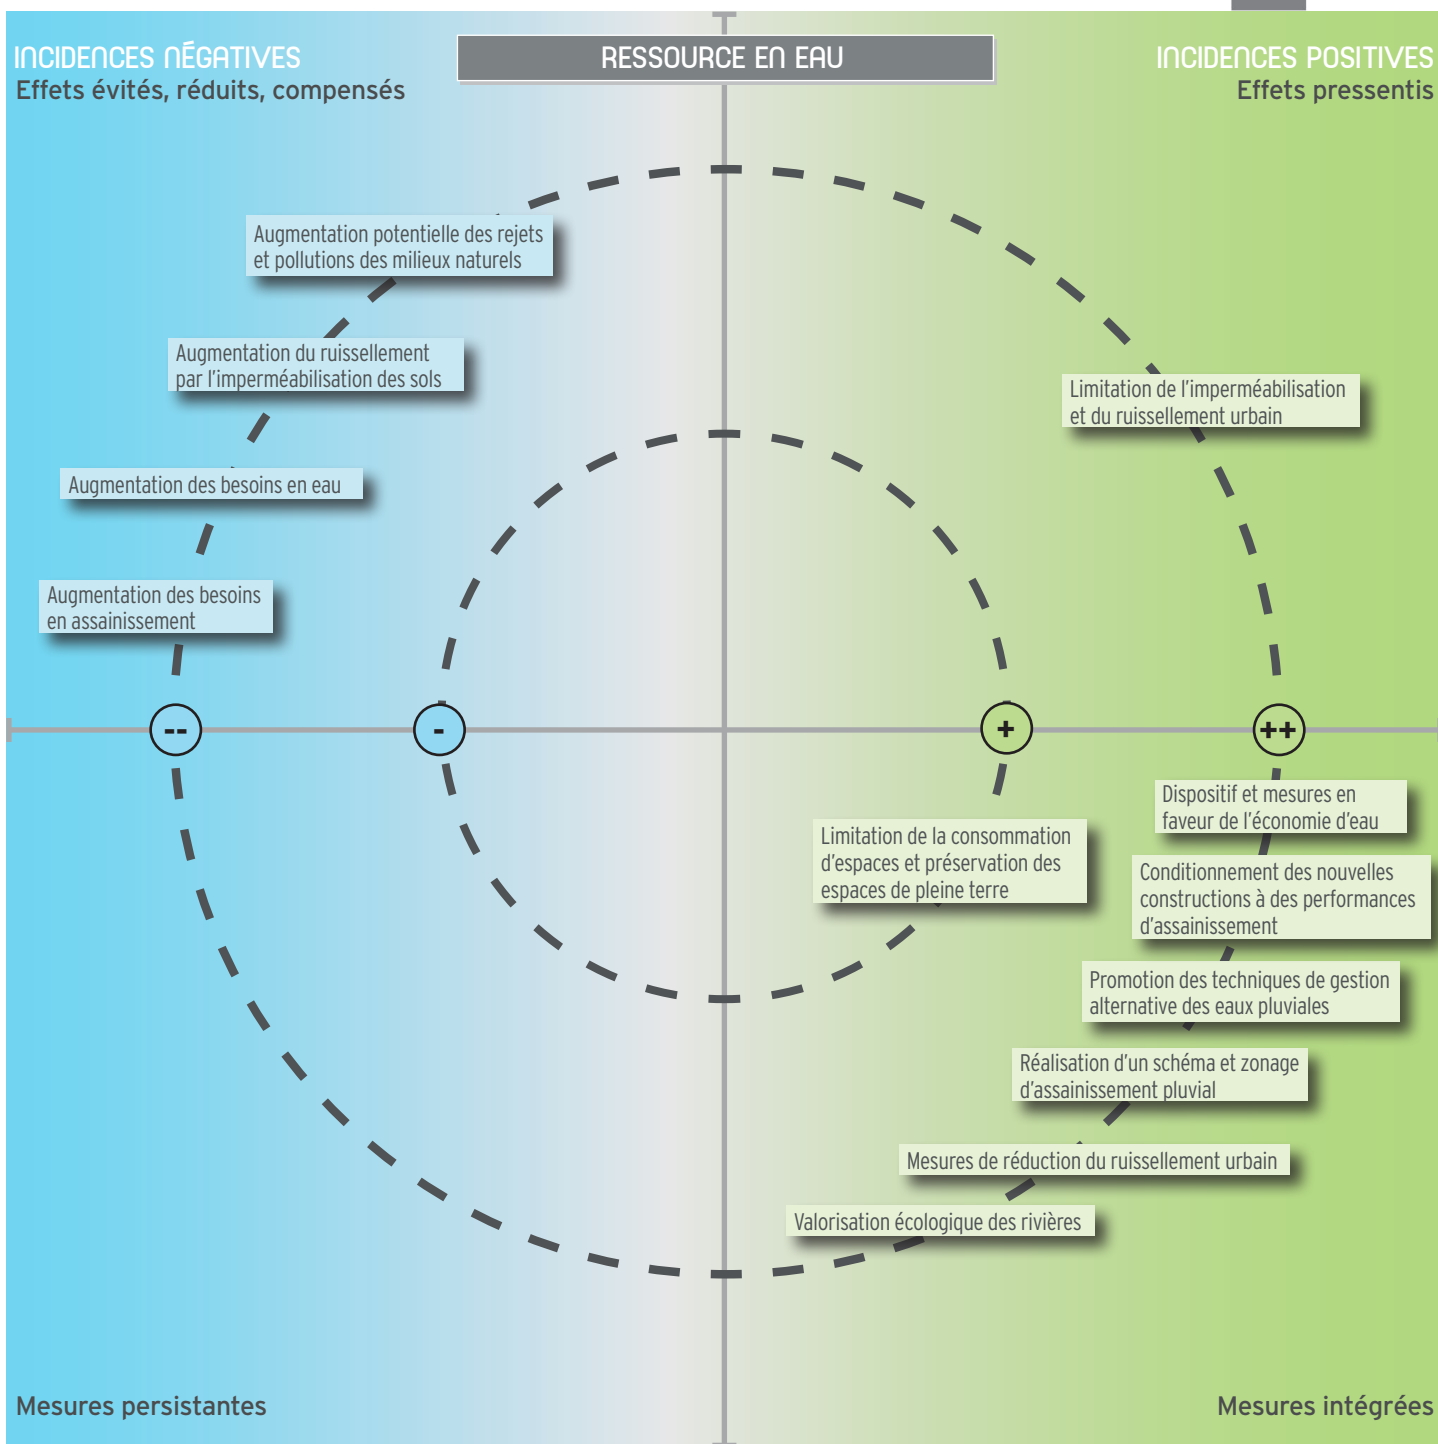 INCIDENCES NÉGATIVES
Effets évités, réduits, compensés
RESSOURCE EN EAU
INCIDENCES POSITIVES
Effets pressentis
Augmentation potentielle des rejets
et pollutions des milieux naturels
Augmentation du ruissellement
par l'imperméabilisation des sols
Augmentation des besoins en eau
Augmentation des besoins
en assainissement
Limitation de l'imperméabilisation
et du ruissellement urbain
--
-
+
++
Limitation de la consommation
d'espaces et préservation des
espaces de pleine terre
Dispositif et mesures en
faveur de l'économie d'eau
Conditionnement des nouvelles
constructions à des performances
d'assainissement
Promotion des techniques de gestion
alternative des eaux pluviales
Réalisation d'un schéma et zonage
d'assainissement pluvial
Mesures de réduction du ruissellement urbain
Valorisation écologique des rivières
Mesures persistantes
Mesures intégrées